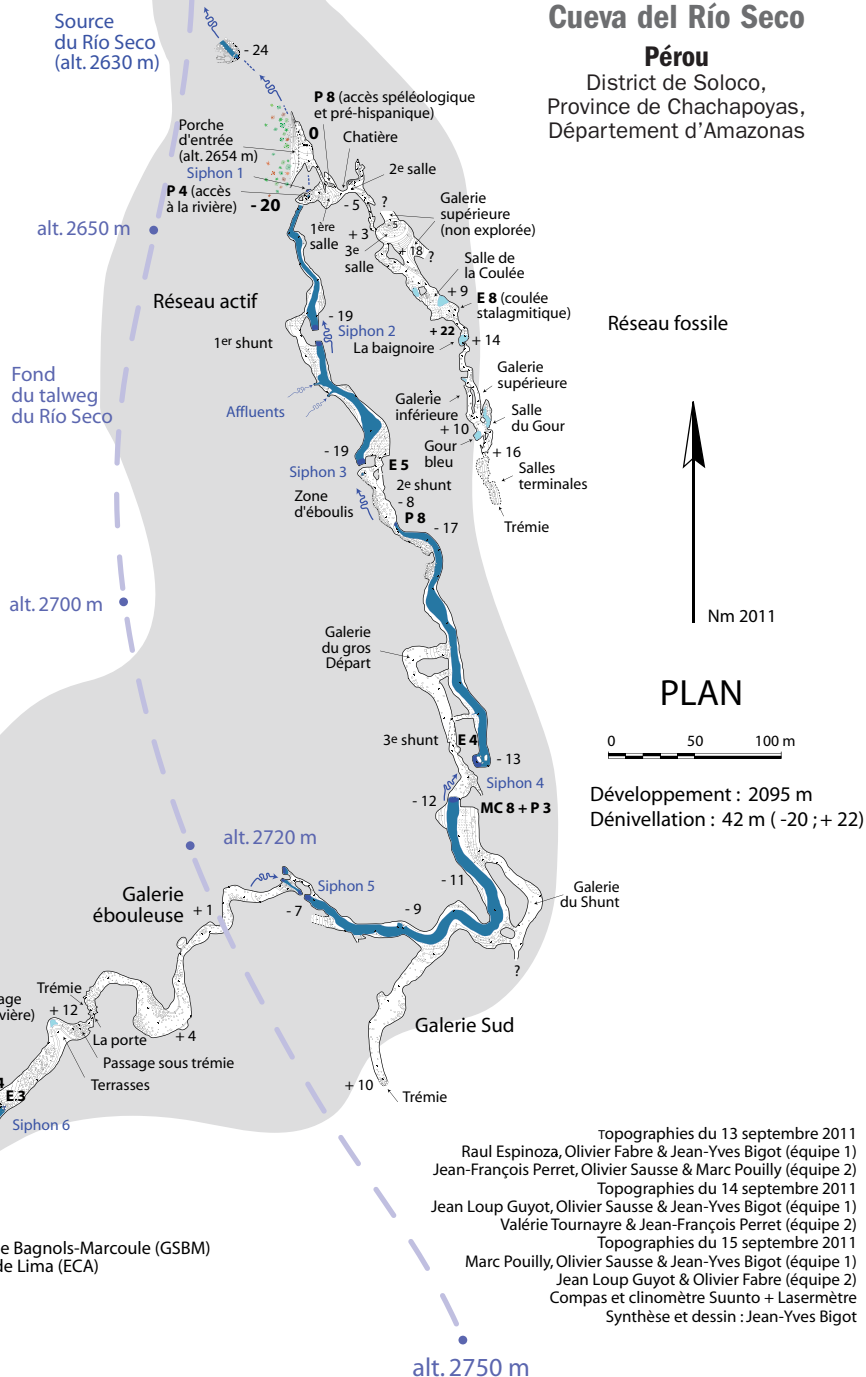 Cueva del Río Seco
Pérou
District de Soloco,
Province de Chachapoyas,
Département d'Amazonas
Source
du Río Seco
(alt. 2630 m)
- 24
P 8 (accès spéléologique
et pré-hispanique)
Porche
d'entrée
(alt. 2654 m)
0
Chatière
Siphon 1
2e salle
P 4 (accès
à la rivière)
- 20
- 5
?
Galerie
supérieure
(non explorée)
1ère
salle
+ 3
- 5
3e
salle
+ 18
?
alt. 2650 m
Salle de
la Coulée
+ 9
E 8 (coulée
stalagmitique)
Réseau actif
- 19
Siphon 2
+ 22
+ 14
La baignoire
Réseau fossile
1er shunt
Fond
du talweg
du Río Seco
Galerie
supérieure
Affluents
Galerie
inférieure
Salle
du Gour
+ 10
Gour
bleu
+ 16
- 19
Siphon 3
E 5
2e shunt
Salles
terminales
Zone
d'éboulis
- 8
P 8
- 17
Trémie
alt. 2700 m
Nm 2011
Galerie
du gros
Départ
PLAN
3e shunt
E 4
- 13
0 50 100 m
Siphon 4
- 12
MC 8 + P 3
Développement : 2095 m
Dénivellation : 42 m ( -20 ; + 22)
alt. 2720 m
- 11
Siphon 5
Galerie
ébouleuse
Galerie
du Shunt
+ 1
- 7
- 9
?
Trémie
age
vière)
+ 12
La porte
+ 4
Galerie Sud
Passage sous trémie
Terrasses
4
E 3
+ 10
Trémie
Siphon 6
Topographies du 13 septembre 2011
Raul Espinoza, Olivier Fabre & Jean-Yves Bigot (équipe 1)
Jean-François Perret, Olivier Sausse & Marc Pouilly (équipe 2)
Topographies du 14 septembre 2011
Jean Loup Guyot, Olivier Sausse & Jean-Yves Bigot (équipe 1)
Valérie Tournayre & Jean-François Perret (équipe 2)
Topographies du 15 septembre 2011
Marc Pouilly, Olivier Sausse & Jean-Yves Bigot (équipe 1)
Jean Loup Guyot & Olivier Fabre (équipe 2)
Compas et clinomètre Suunto + Lasermètre
Synthèse et dessin : Jean-Yves Bigot
e Bagnols-Marcoule (GSBM)
de Lima (ECA)
alt. 2750 m